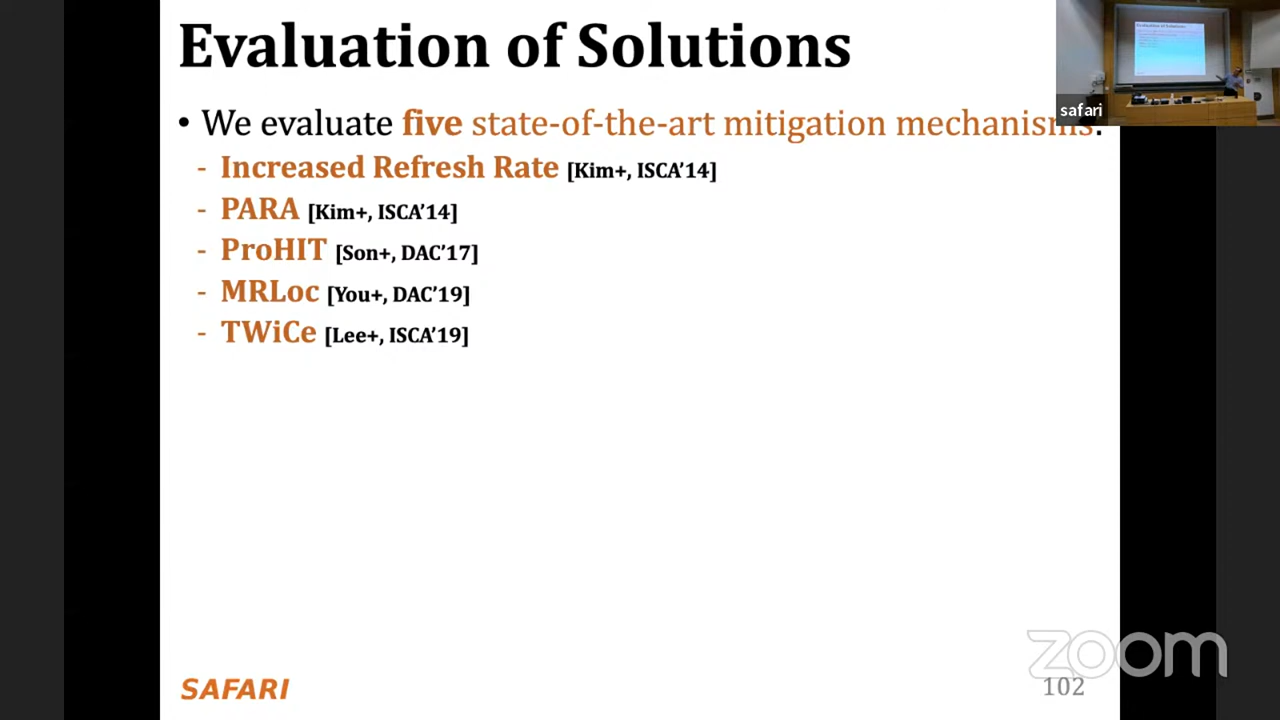 Evaluation of Solutions
• We evaluate five state-of-the-art mitigation mechanisms:
- Increased Refresh Rate [Kim+, ISCA’14]
- PARA [Kim+, ISCA’14]
- ProHIT [Son+, DAC’17]
- MRLoc [You+, DAC’19]
- TWiCe [Lee+, ISCA’19]
safari
SAFARI
zoom
102